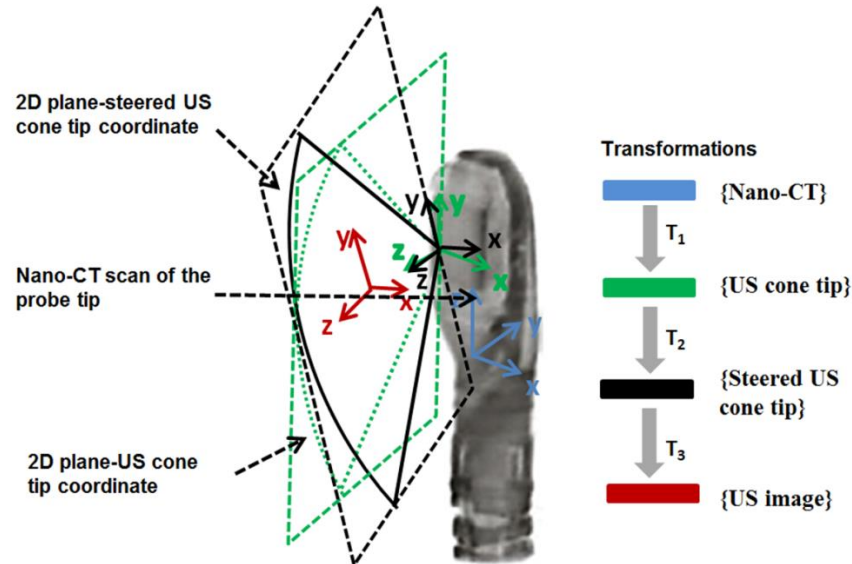 2D plane-steered US
cone tip coordinate
Nano-CT scan of the
probe tip
2D plane-US cone
tip coordinate
y
y
z
x
z
x
y
x
z
y
x
Transformations
{Nano-CT}
T1
{US cone tip}
T2
{Steered US
cone tip}
T3
{US image}